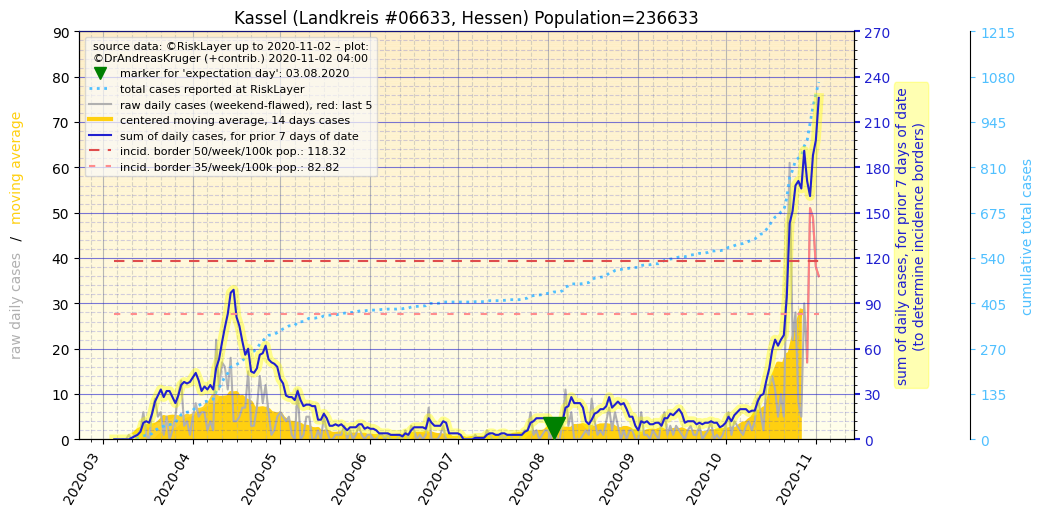 Kassel (Landkreis #06633, Hessen) Population=236633
source data: ©RiskLayer up to 2020-11-02 – plot:
©DrAndreasKruger (+contrib.) 2020-11-02 04:00
marker for 'expectation day': 03.08.2020
total cases reported at RiskLayer
raw daily cases (weekend-flawed), red: last 5
centered moving average, 14 days cases
sum of daily cases, for prior 7 days of date
incid. border 50/week/100k pop.: 118.32
incid. border 35/week/100k pop.: 82.82
raw daily cases / moving average
90
80
70
60
50
40
30
20
10
0
2020-03
2020-04
2020-05
2020-06
2020-07
2020-08
2020-09
2020-10
2020-11
270
240
210
180
150
120
90
60
30
0
sum of daily cases, for prior 7 days of date
(to determine incidence borders)
1215
1080
945
810
675
540
405
270
135
0
cumulative total cases